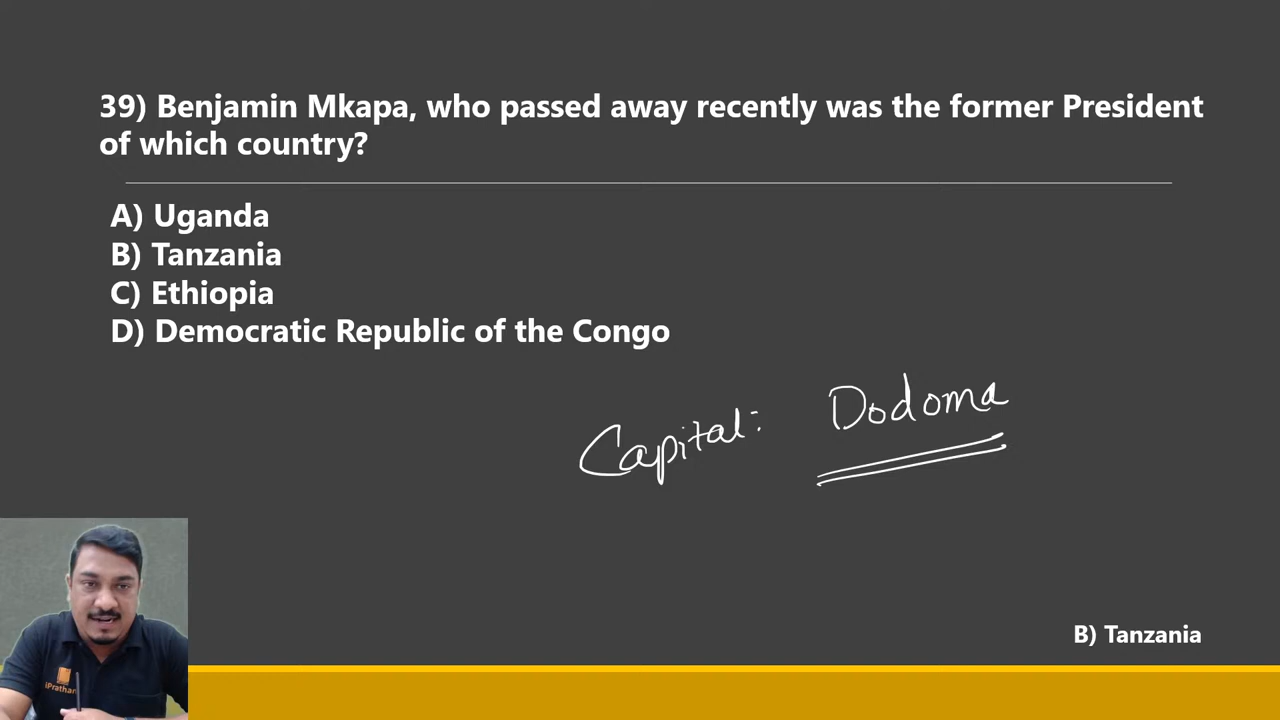 39) Benjamin Mkapa, who passed away recently was the former President
of which country?
A) Uganda
B) Tanzania
C) Ethiopia
D) Democratic Republic of the Congo
Capital: Dodoma
iPratham
B) Tanzania